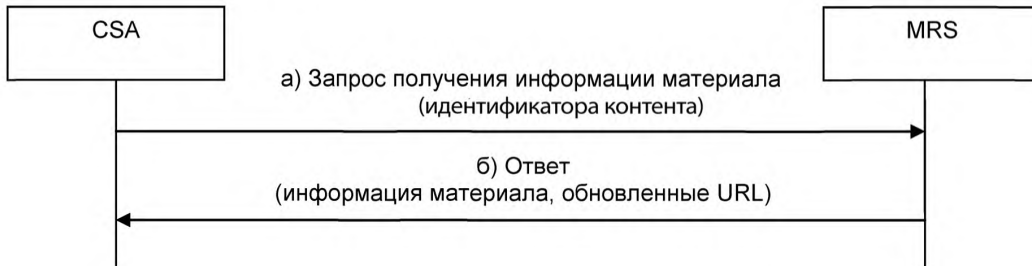 CSA
MRS
а) Запрос получения информации материала
(идентификатора контента)
б) Ответ
(информация материала, обновленные URL)